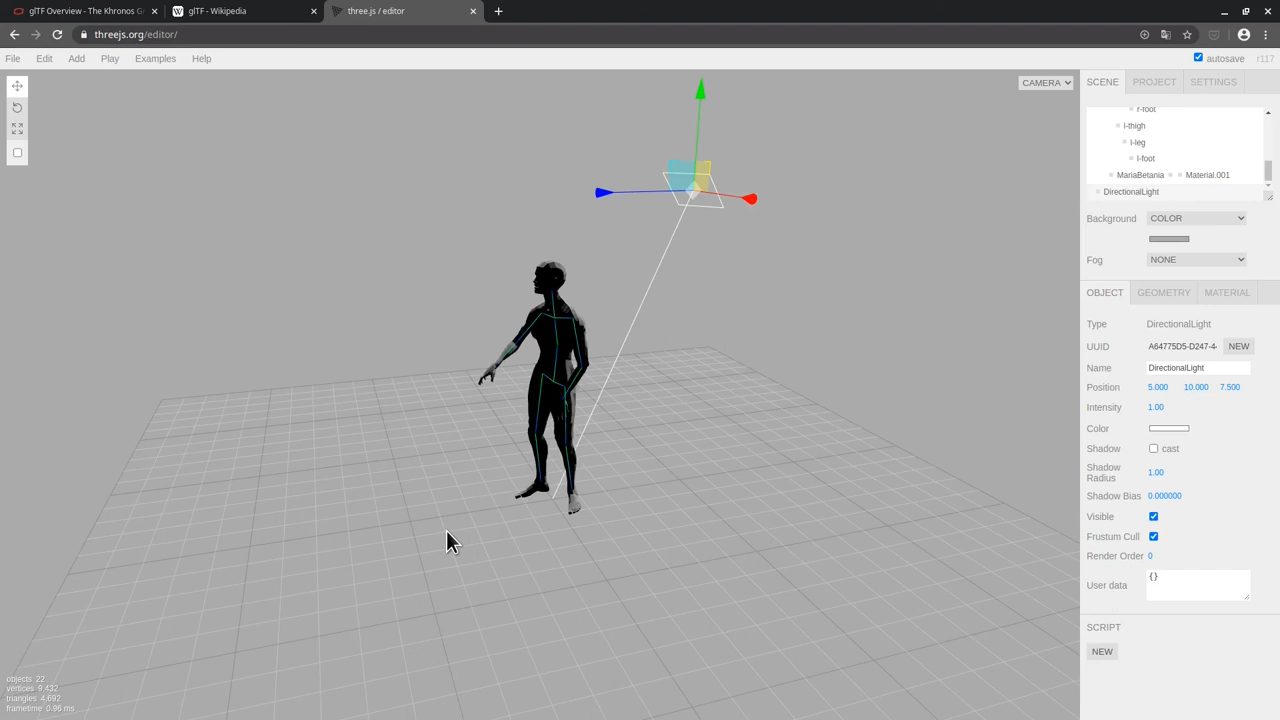 glTF Overview - The Khronos G
glTF - Wikipedia
three.js / editor
threejs.org/editor/
File Edit Add Play Examples Help
autosave r117
CAMERA
SCENE PROJECT SETTINGS
r-foot
l-thigh
l-leg
l-foot
MariaBetania Material.001
DirectionalLight
Background COLOR
Fog NONE
OBJECT GEOMETRY MATERIAL
Type DirectionalLight
UUID A64775D5-D247-4 NEW
Name DirectionalLight
Position 5.000 10.000 7.500
Intensity 1.00
Color
Shadow cast
Shadow
Radius 1.00
Shadow Bias 0.000000
Visible
Frustum Cull
Render Order 0
User data {}
SCRIPT
NEW
objects 22
vertices 9,432
triangles 4,692
frametime 0.96 ms